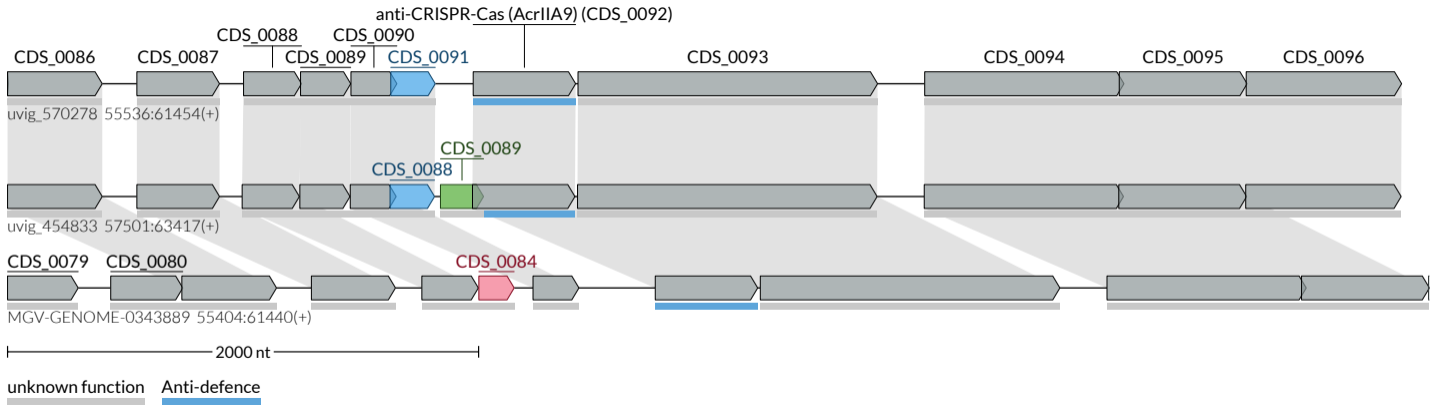 anti-CRISPR-Cas (AcrIIA9) (CDS_0092)
CDS_0088 CDS_0090
CDS_0086 CDS_0087 CDS_0089 CDS_0091 CDS_0093 CDS_0094 CDS_0095 CDS_0096
uvig_570278 55536:61454(+)
CDS_0089
CDS_0088
uvig_454833 57501:63417(+)
CDS_0079 CDS_0080 CDS_0084
MGV-GENOME-0343889 55404:61440(+)
2000 nt
unknown function Anti-defence